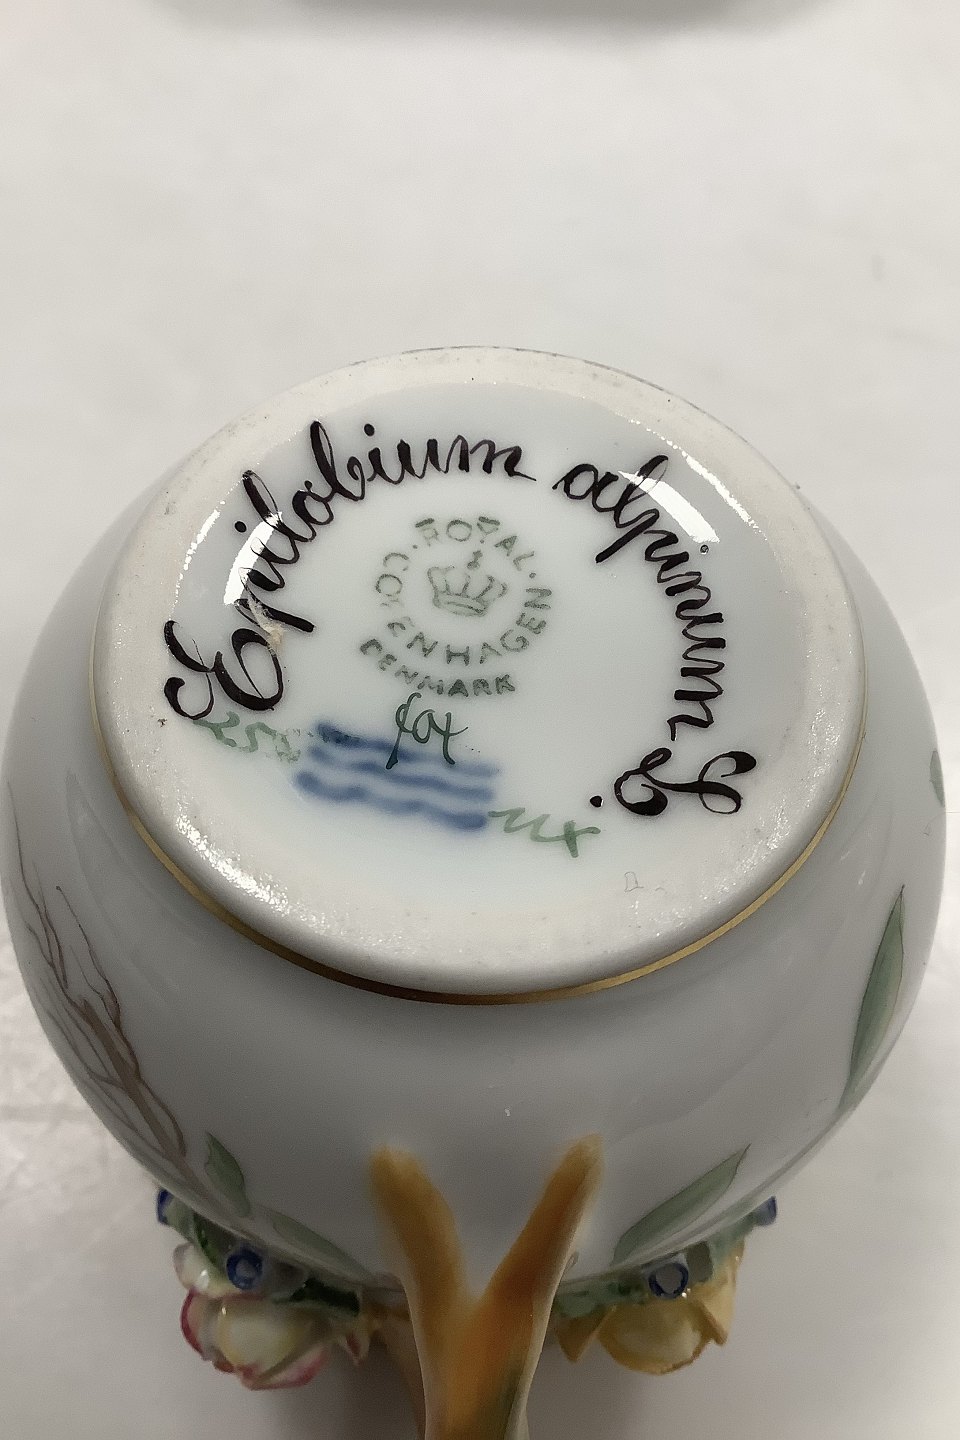 Epilobium alpinum L.
ROYAL COPENHAGEN
DENMARK